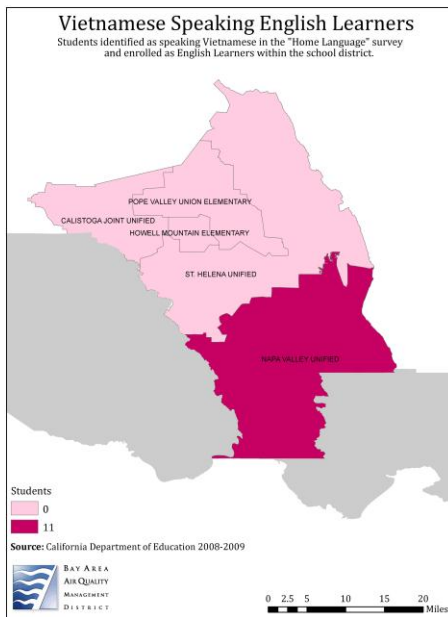 Vietnamese Speaking English Learners
Students identified as speaking Vietnamese in the "Home Language" survey
and enrolled as English Learners within the school district.
POPE VALLEY UNION ELEMENTARY
CALISTOGA JOINT UNIFIED
HOWELL MOUNTAIN ELEMENTARY
ST. HELENA UNIFIED
NAPA VALLEY UNIFIED
Students
0
11
Source: California Department of Education 2008-2009
BAY AREA
AIR QUALITY
MANAGEMENT
DISTRICT
0 2.5 5 10 15 20
Miles